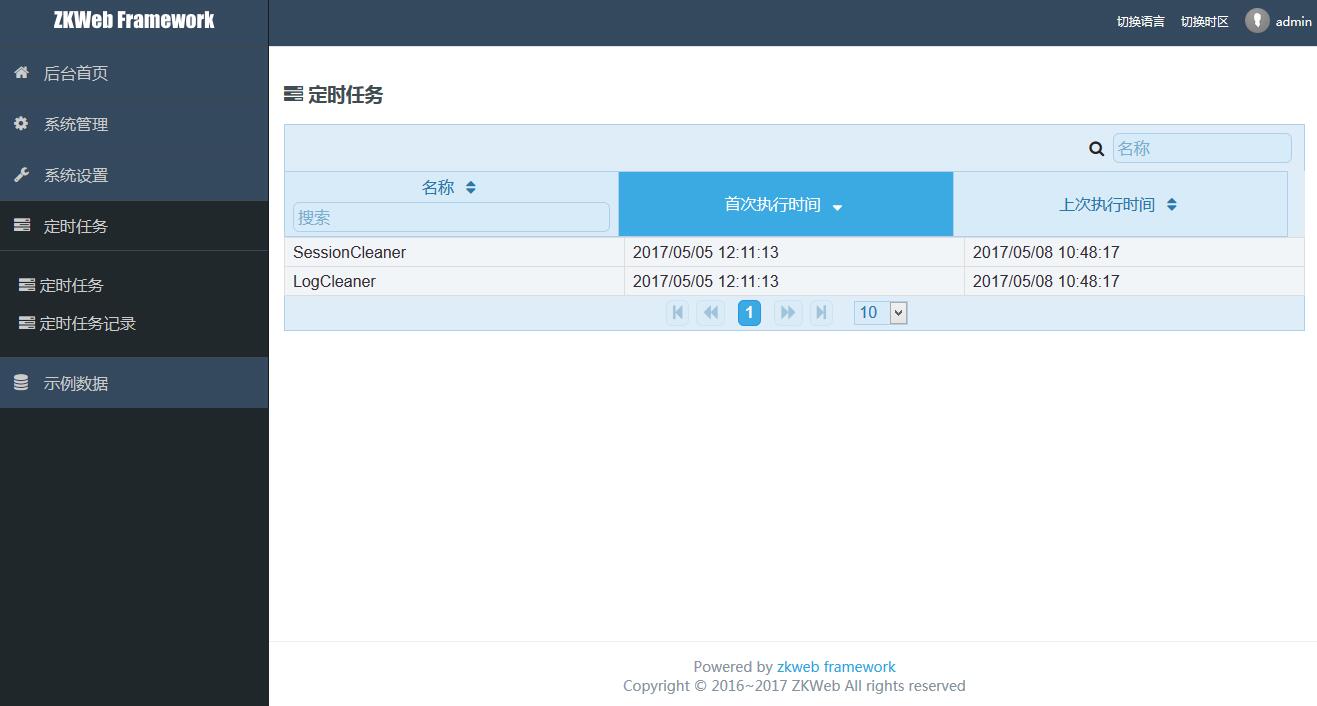 ZKWeb Framework
切换语言 切换时区 admin
后台首页
系统管理
系统设置
定时任务
定时任务
定时任务记录
示例数据
定时任务
名称
名称 首次执行时间 上次执行时间
搜索
SessionCleaner 2017/05/05 12:11:13 2017/05/08 10:48:17
LogCleaner 2017/05/05 12:11:13 2017/05/08 10:48:17
1 10
Powered by zkweb framework
Copyright © 2016~2017 ZKWeb All rights reserved